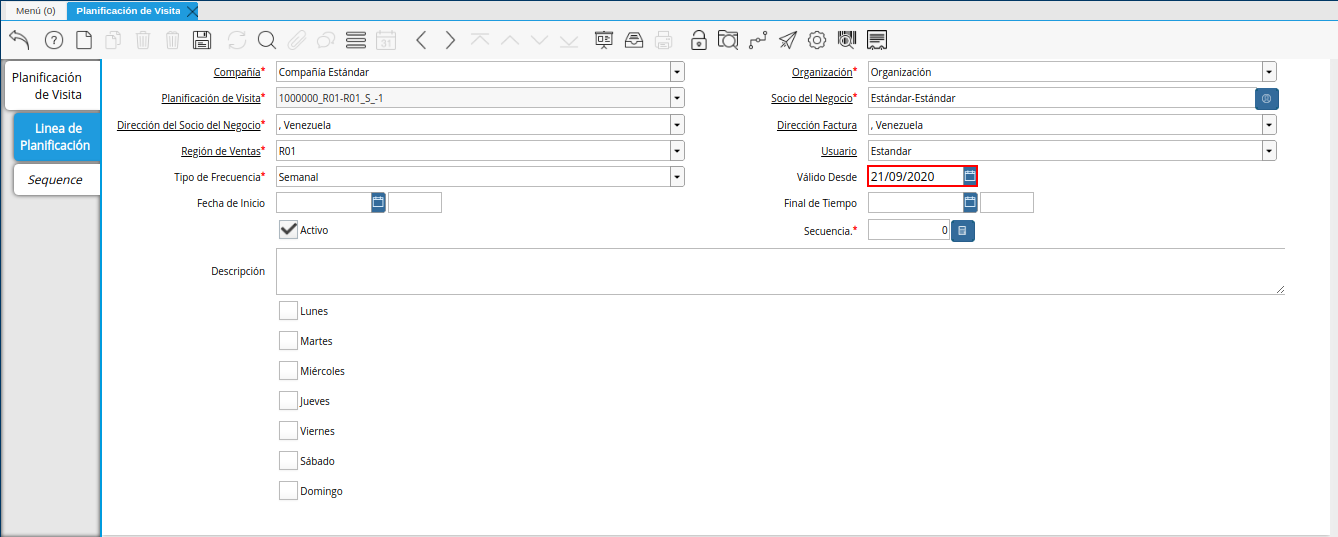 Menú (0)
Planificación de Visita
31
Planificación
de Visita
Linea de
Planificación
Sequence
Compañía* Compañía Estándar
Organización* Organización
Planificación de Visita* 1000000_R01-R01_S_-1
Socio del Negocio* Estándar-Estándar
Dirección del Socio del Negocio* , Venezuela
Dirección Factura , Venezuela
Región de Ventas* R01
Usuario Estandar
Tipo de Frecuencia* Semanal
Válido Desde 21/09/2020
Fecha de Inicio
Final de Tiempo
Activo
Secuencia.* 0
Descripción
Lunes
Martes
Miércoles
Jueves
Viernes
Sábado
Domingo